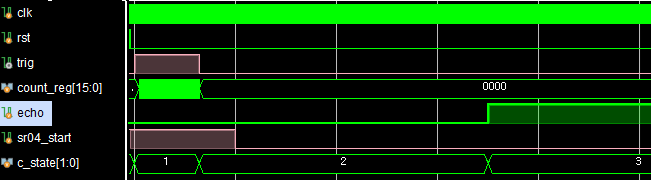 clk
rst
trig
count_reg[15:0] 0000
echo
sr04_start
c_state[1:0] 1 2 3